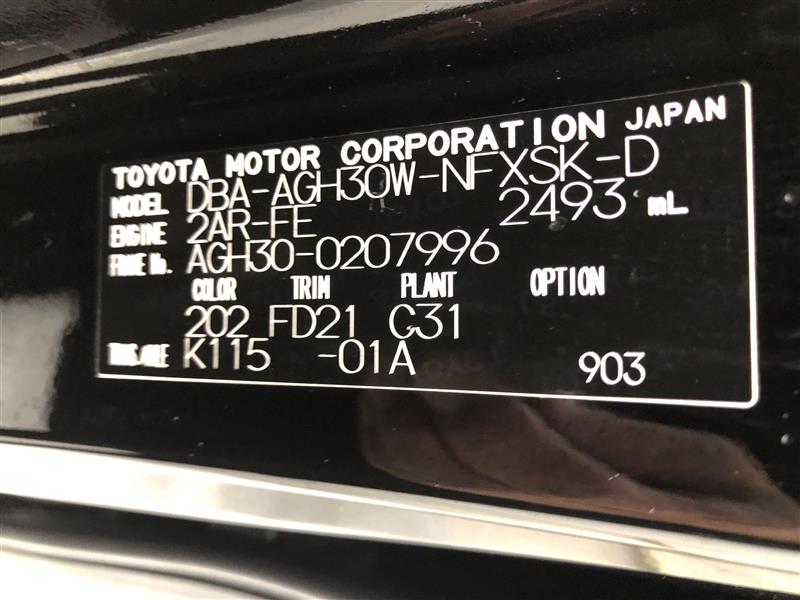 TOYOTA MOTOR CORPORATION JAPAN
MODEL DBA-AGH30W-NFXSK-D
ENGINE 2AR-FE 2493 mL
FRAME No. AGH30-0207996
COLOR TRIM PLANT OPTION
202 FD21 C31
K115 -01A 903